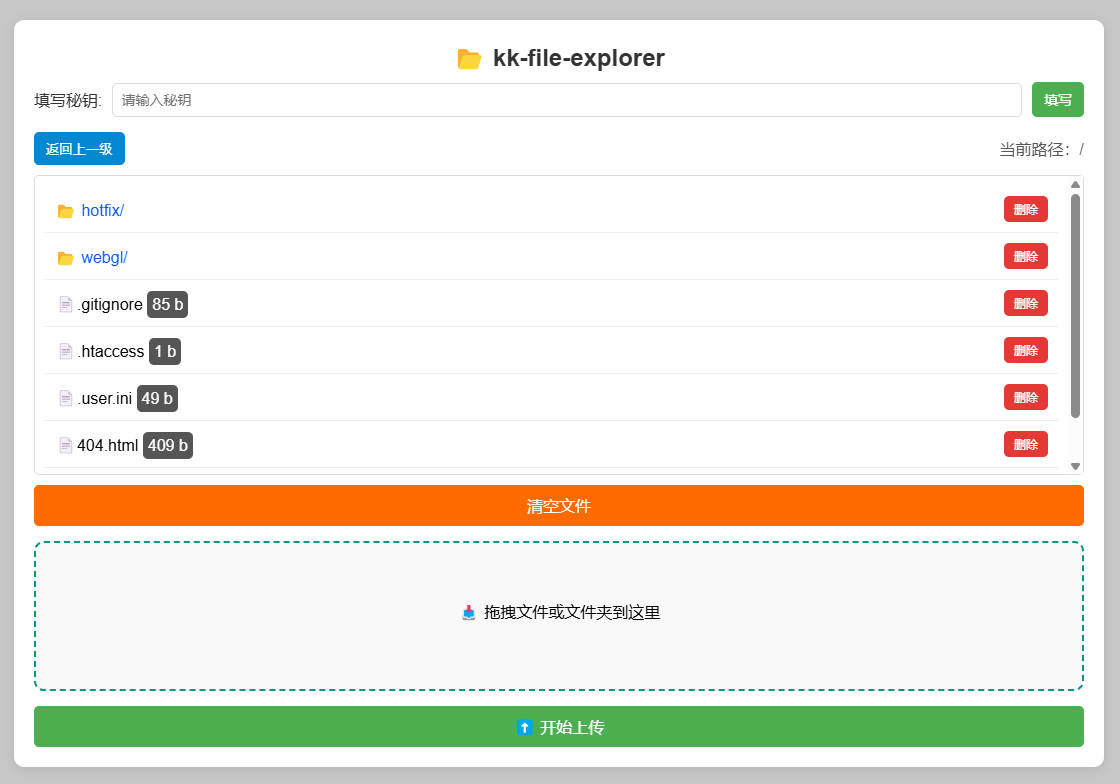 kk-file-explorer
填写秘钥: 请输入秘钥 填写
返回上一级 当前路径: /
hotfix/ 删除
webgl/ 删除
.gitignore 85 b 删除
.htaccess 1 b 删除
.user.ini 49 b 删除
404.html 409 b 删除
清空文件
拖拽文件或文件夹到这里
开始上传